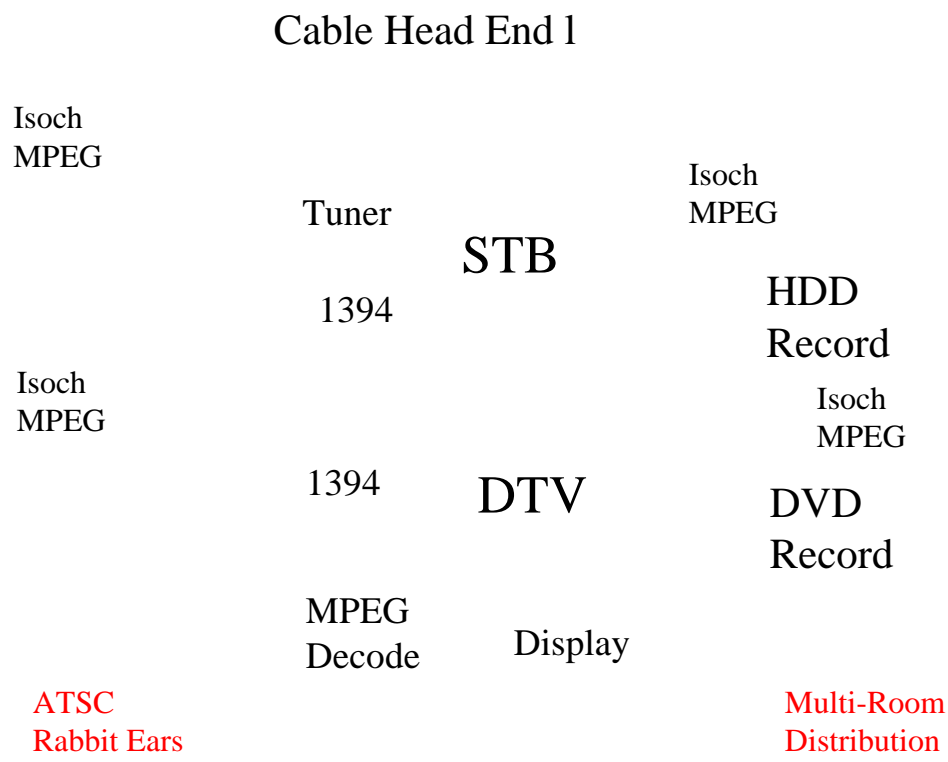 Cable Head End l
Isoch
MPEG
Isoch
MPEG
Tuner
STB
HDD
Record
1394
Isoch
MPEG
Isoch
MPEG
1394
DTV
DVD
Record
MPEG
Decode
Display
ATSC
Rabbit Ears
Multi-Room
Distribution